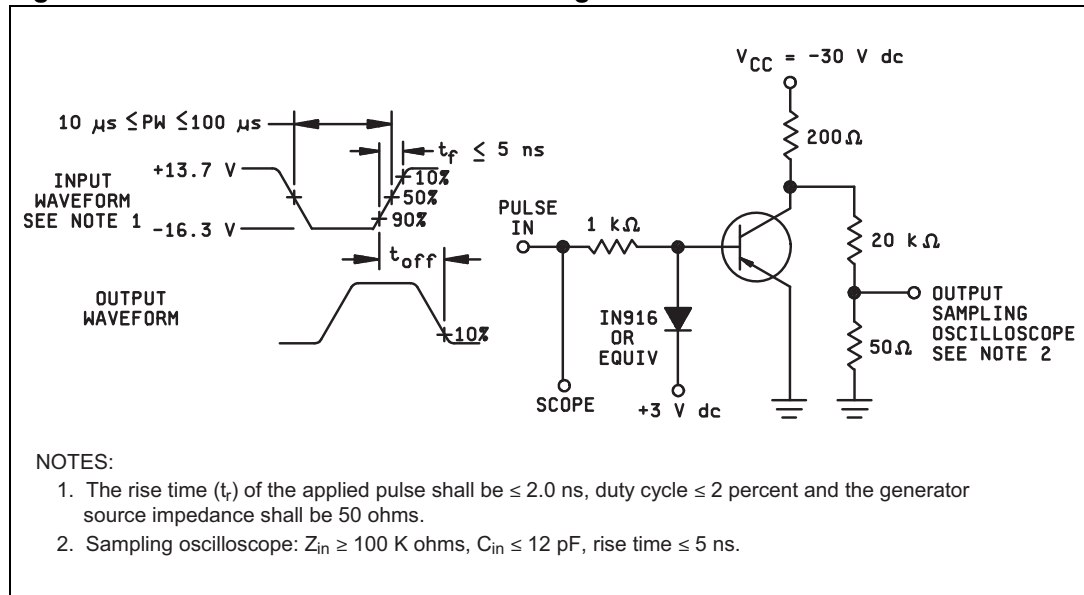 V_CC = -30 V dc
10 µs ≤PW ≤100 µs
t_f ≤ 5 ns
200Ω
+13.7 V
10%
INPUT
WAVEFORM
SEE NOTE 1
50%
90%
-16.3 V
PULSE
IN
1 kΩ
20 kΩ
t_off
OUTPUT
WAVEFORM
10%
IN916
OR
EQUIV
OUTPUT
SAMPLING
OSCILLOSCOPE
SEE NOTE 2
50Ω
SCOPE
+3 V dc
NOTES:
1. The rise time (t_r) of the applied pulse shall be ≤ 2.0 ns, duty cycle ≤ 2 percent and the generator
source impedance shall be 50 ohms.
2. Sampling oscilloscope: Z_in ≥ 100 K ohms, C_in ≤ 12 pF, rise time ≤ 5 ns.